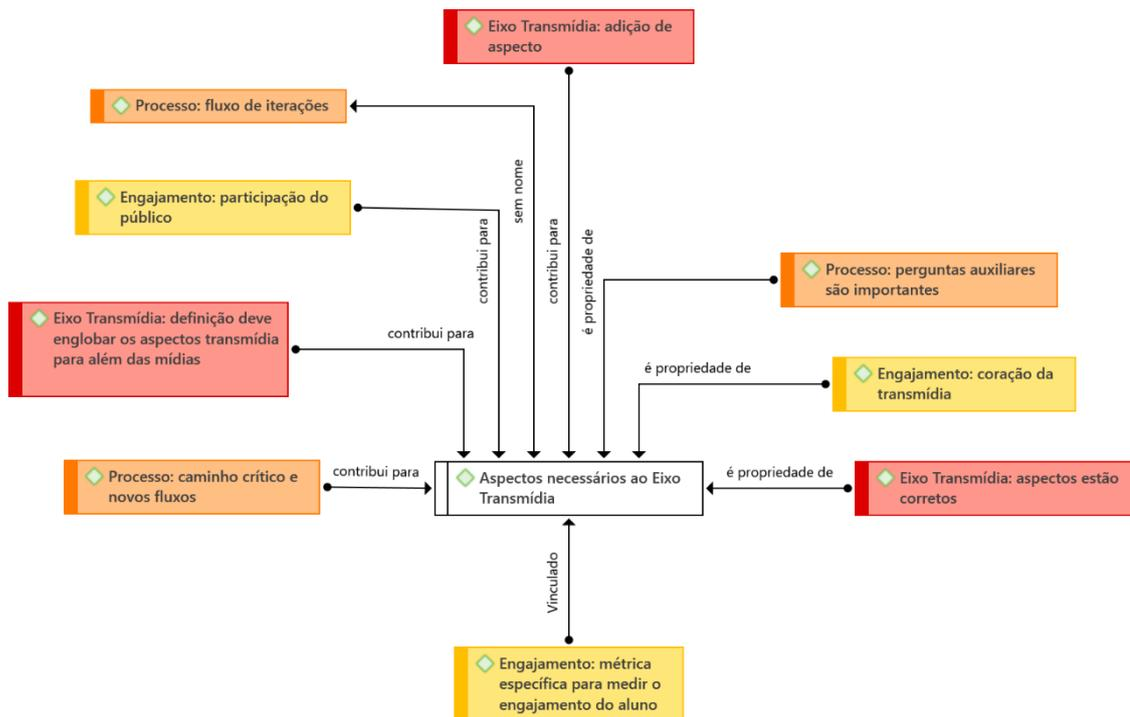 Eixo Transmídia: adição de
aspecto
Processo: fluxo de iterações
sem nome
Engajamento: participação do
público
contribui para
contribui para
é propriedade de
Processo: perguntas auxiliares
são importantes
Eixo Transmídia: definição deve
englobar os aspectos transmídia
para além das mídias
contribui para
é propriedade de
Engajamento: coração da
transmídia
Processo: caminho crítico e
novos fluxos
contribui para
Aspectos necessários ao Eixo
Transmídia
é propriedade de
Eixo Transmídia: aspectos estão
corretos
Vinculado
Engajamento: métrica
específica para medir o
engajamento do aluno